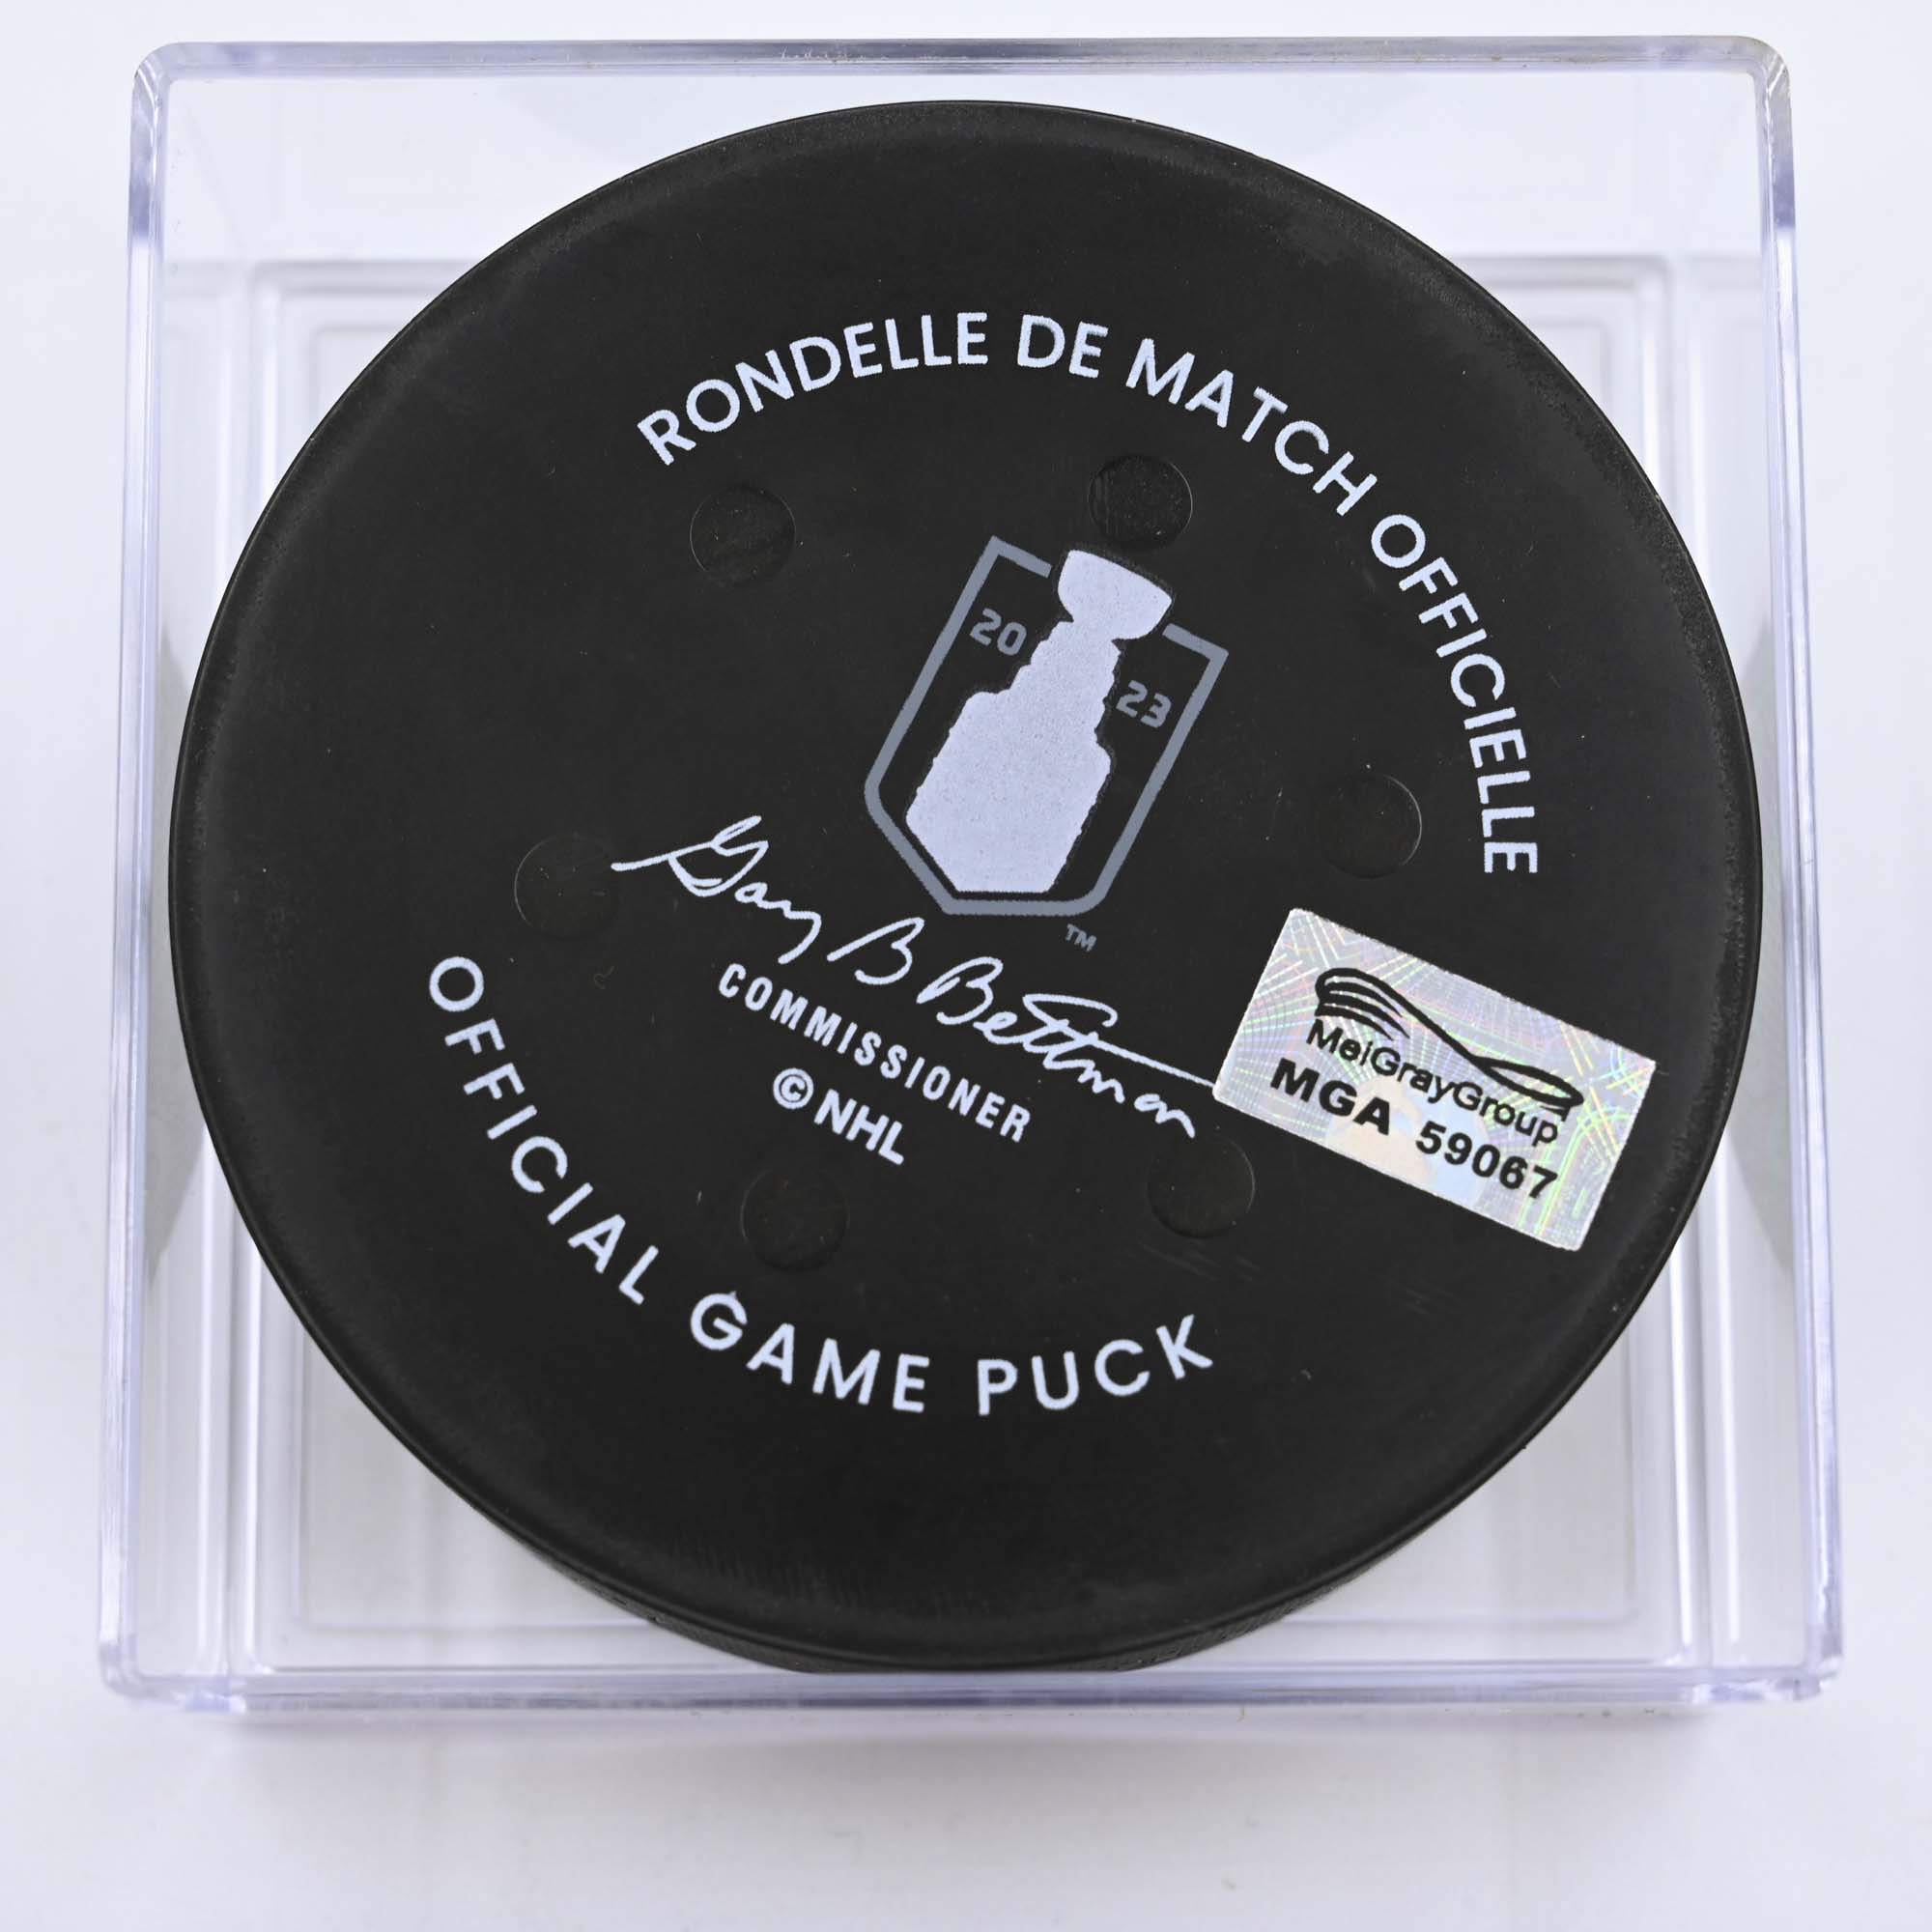 RONDELLE DE MATCH OFFICIELLE
20 23
TM
Gary B Bettman
COMMISSIONER
©NHL
OFFICIAL GAME PUCK
MeiGrayGroup
MGA 59067